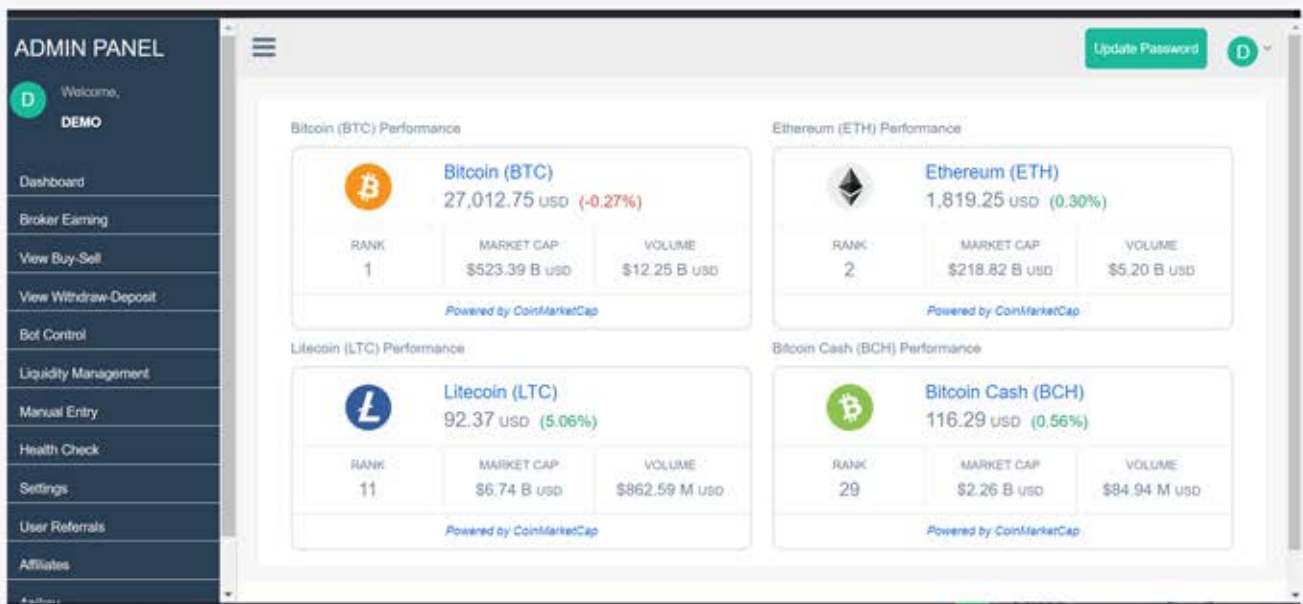 ADMIN PANEL
D
Welcome,
DEMO
Dashboard
Broker Earning
View Buy-Sell
View Withdraw-Deposit
Bot Control
Liquidity Management
Manual Entry
Health Check
Settings
User Referrals
Affiliates
Update Password
D
Bitcoin (BTC) Performance
Bitcoin (BTC)
27,012.75 USD (-0.27%)
RANK MARKET CAP VOLUME
1 $523.39 B USD $12.25 B USD
Powered by CoinMarketCap
Ethereum (ETH) Performance
Ethereum (ETH)
1,819.25 USD (0.30%)
RANK MARKET CAP VOLUME
2 $218.82 B USD $5.20 B USD
Powered by CoinMarketCap
Litecoin (LTC) Performance
Litecoin (LTC)
92.37 USD (5.06%)
RANK MARKET CAP VOLUME
11 $6.74 B USD $862.59 M USD
Powered by CoinMarketCap
Bitcoin Cash (BCH) Performance
Bitcoin Cash (BCH)
116.29 USD (0.56%)
RANK MARKET CAP VOLUME
29 $2.26 B USD $84.94 M USD
Powered by CoinMarketCap